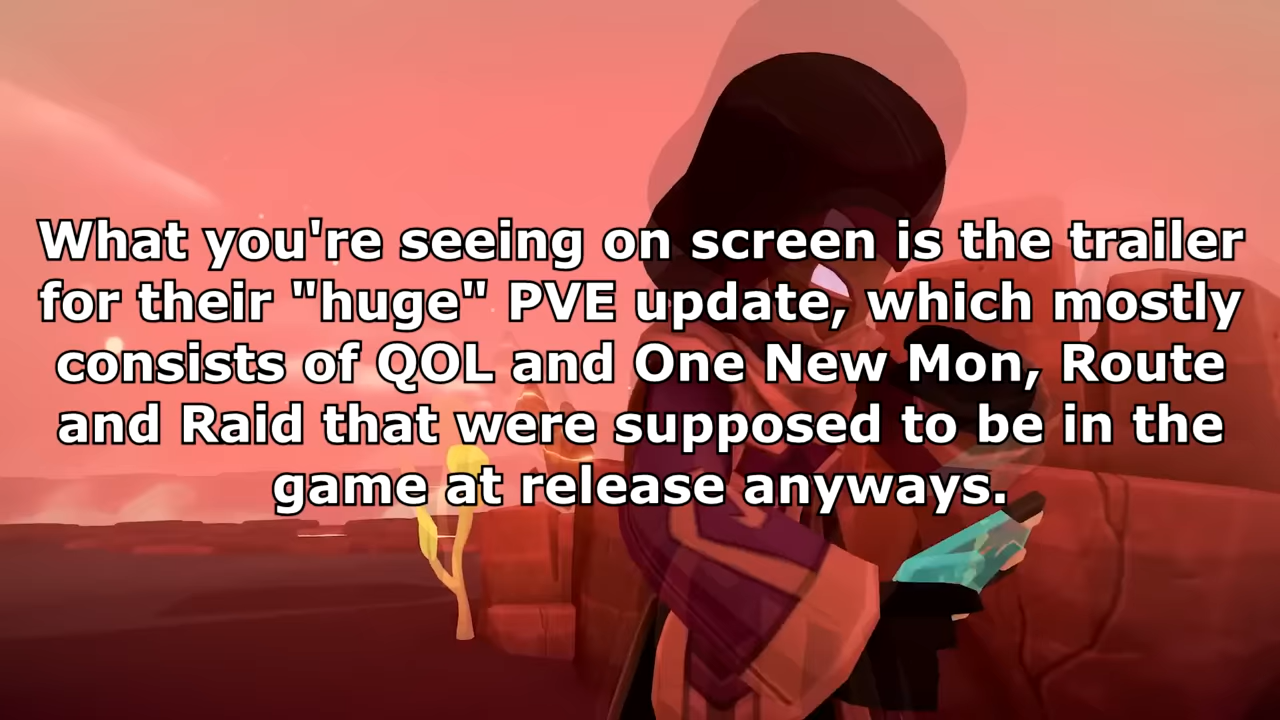 What you're seeing on screen is the trailer
for their "huge" PVE update, which mostly
consists of QOL and One New Mon, Route
and Raid that were supposed to be in the
game at release anyways.